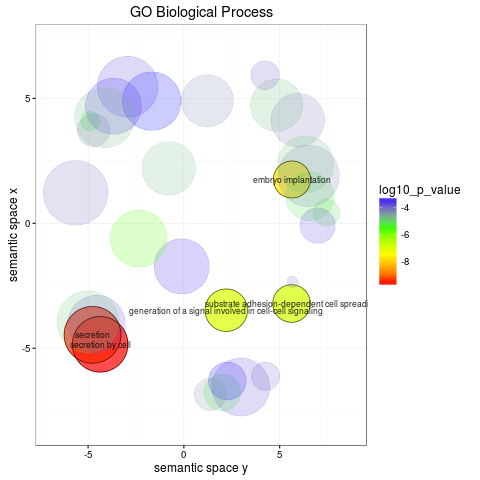 GO Biological Process
semantic space x
5
0
-5
embryo implantation
substrate adhesion-dependent cell spreadi
generation of a signal involved in cell-cell signaling
secretion
secretion by cell
-5
0
5
semantic space y
log10_p_value
-4
-6
-8